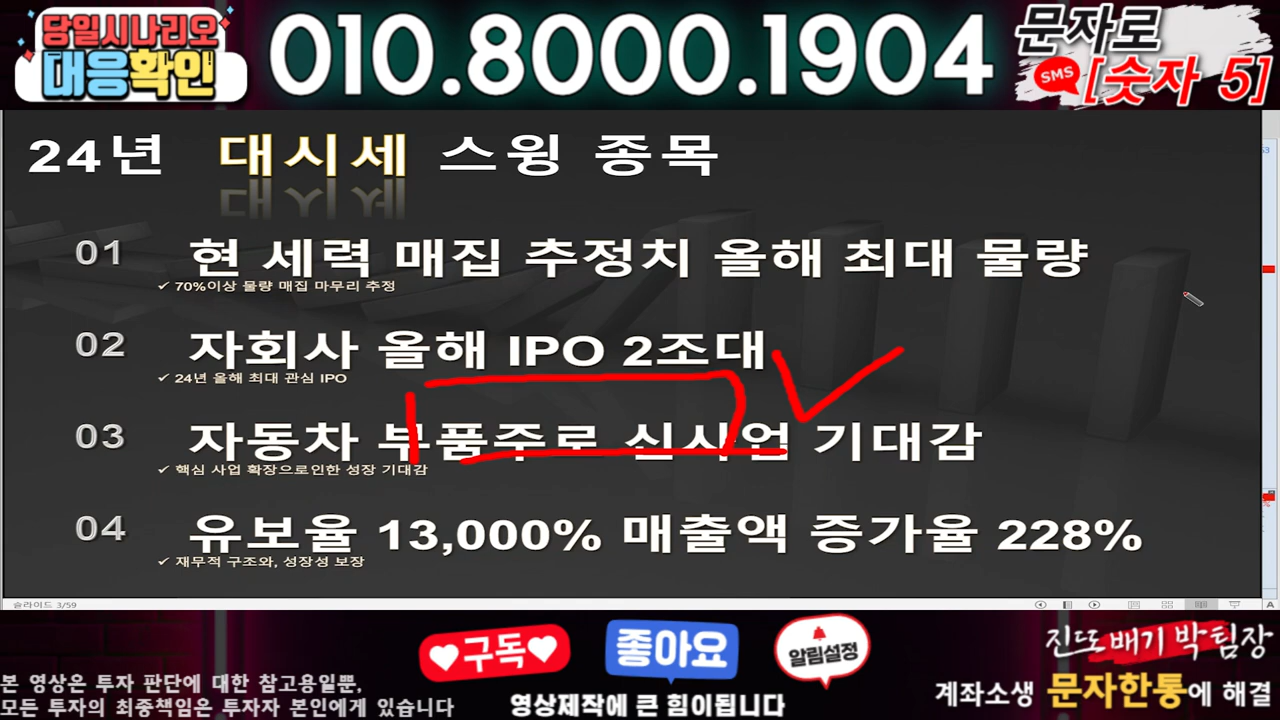 당일시나리오
대응확인
010.8000.1904
문자로
SMS [숫자 5]
24년 대시세 스윙 종목
01 현 세력 매집 추정치 올해 최대 물량
✓ 70%이상 물량 매집 마무리 추정
02 자회사 올해 IPO 2조대
✓ 24년 올해 최대 관심 IPO
03 자동차 부품주로 신사업 기대감
✓ 핵심 사업 확장으로인한 성장 기대감
04 유보율 13,000% 매출액 증가율 228%
✓ 재무적 구조와, 성장성 보장
슬라이드 3/59
구독
좋아요
알림설정
영상제작에 큰 힘이됩니다
본 영상은 투자 판단에 대한 참고용일뿐,
모든 투자의 최종책임은 투자자 본인에게 있습니다
진또배기 박팀장
계좌소생 문자한통에 해결